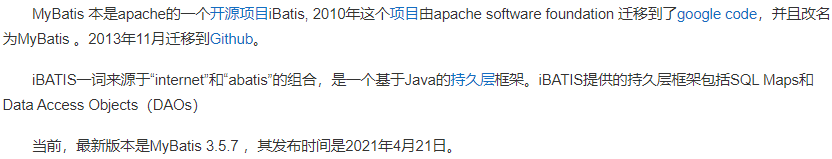 MyBatis 本是apache的一个开源项目iBatis, 2010年这个项目由apache software foundation 迁移到了google code，并且改名
为MyBatis 。2013年11月迁移到Github。
iBATIS一词来源于“internet”和“abatis”的组合，是一个基于Java的持久层框架。iBATIS提供的持久层框架包括SQL Maps和
Data Access Objects（DAOs）
当前，最新版本是MyBatis 3.5.7 ，其发布时间是2021年4月21日。